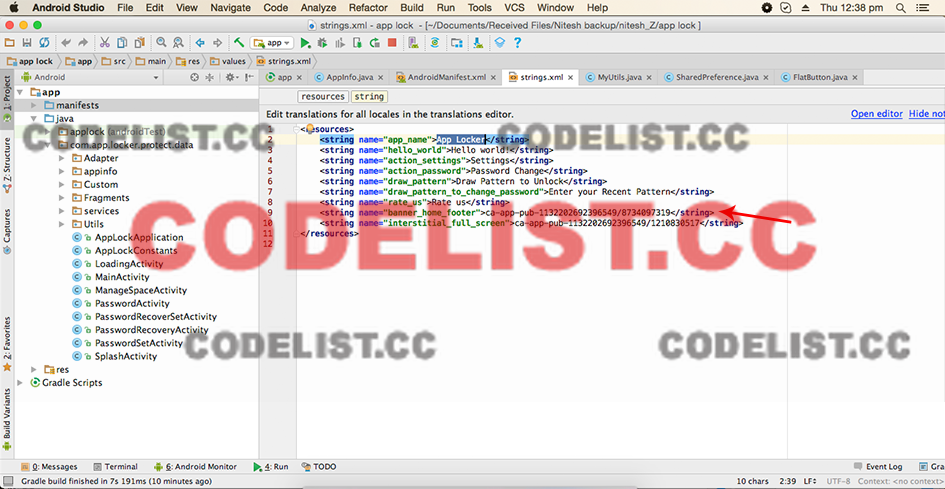 Android Studio File Edit View Navigate Code Analyze Refactor Build Run Tools VCS Window Help Thu 12:38 pm
strings.xml - app lock - [~/Documents/Received Files/Nitesh backup/nitesh_Z/app lock ]
app
app lock app src main res values strings.xml
Android
app AppInfo.java AndroidManifest.xml strings.xml MyUtils.java SharedPreference.java FlatButton.java
1: Project
7: Structure
Captures
2: Favorites
Build Variants
app
manifests
java
applock (androidTest)
com.app.locker.protect.data
Adapter
appinfo
Custom
Fragments
services
Utils
AppLockApplication
AppLockConstants
LoadingActivity
MainActivity
ManageSpaceActivity
PasswordActivity
PasswordRecoverSetActivity
PasswordRecoveryActivity
PasswordSetActivity
SplashActivity
res
Gradle Scripts
resources string
Edit translations for all locales in the translations editor. Open editor Hide not
1 <resources>
2 <string name="app_name">App Locker</string>
3 <string name="hello_world">Hello world!</string>
4 <string name="action_settings">Settings</string>
5 <string name="action_password">Password Change</string>
6 <string name="draw_pattern">Draw Pattern to Unlock</string>
7 <string name="draw_pattern_to_change_password">Enter your Recent Pattern</string>
8 <string name="rate_us">Rate us</string>
9 <string name="banner_home_footer">ca-app-pub-1132202692396549/8734097319</string>
10 <string name="interstitial_full_screen">ca-app-pub-1132202692396549/1210830517</string>
11 </resources>
12
CODELIST.CC
CODELIST.CC
CODELIST.CC
CODELIST.CC
CODELIST.CC
0: Messages Terminal 6: Android Monitor 4: Run TODO Event Log Gra
Gradle build finished in 7s 191ms (10 minutes ago) 10 chars 2:39 LF÷ UTF-8 Context: <no context>